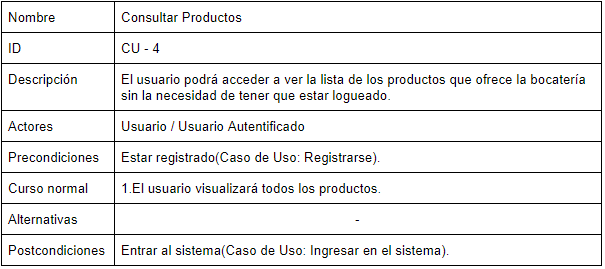 Nombre Consultar Productos
ID CU - 4
Descripción El usuario podrá acceder a ver la lista de los productos que ofrece la bocatería
sin la necesidad de tener que estar logueado.
Actores Usuario / Usuario Autentificado
Precondiciones Estar registrado(Caso de Uso: Registrarse).
Curso normal 1.El usuario visualizará todos los productos.
Alternativas -
Postcondiciones Entrar al sistema(Caso de Uso: Ingresar en el sistema).